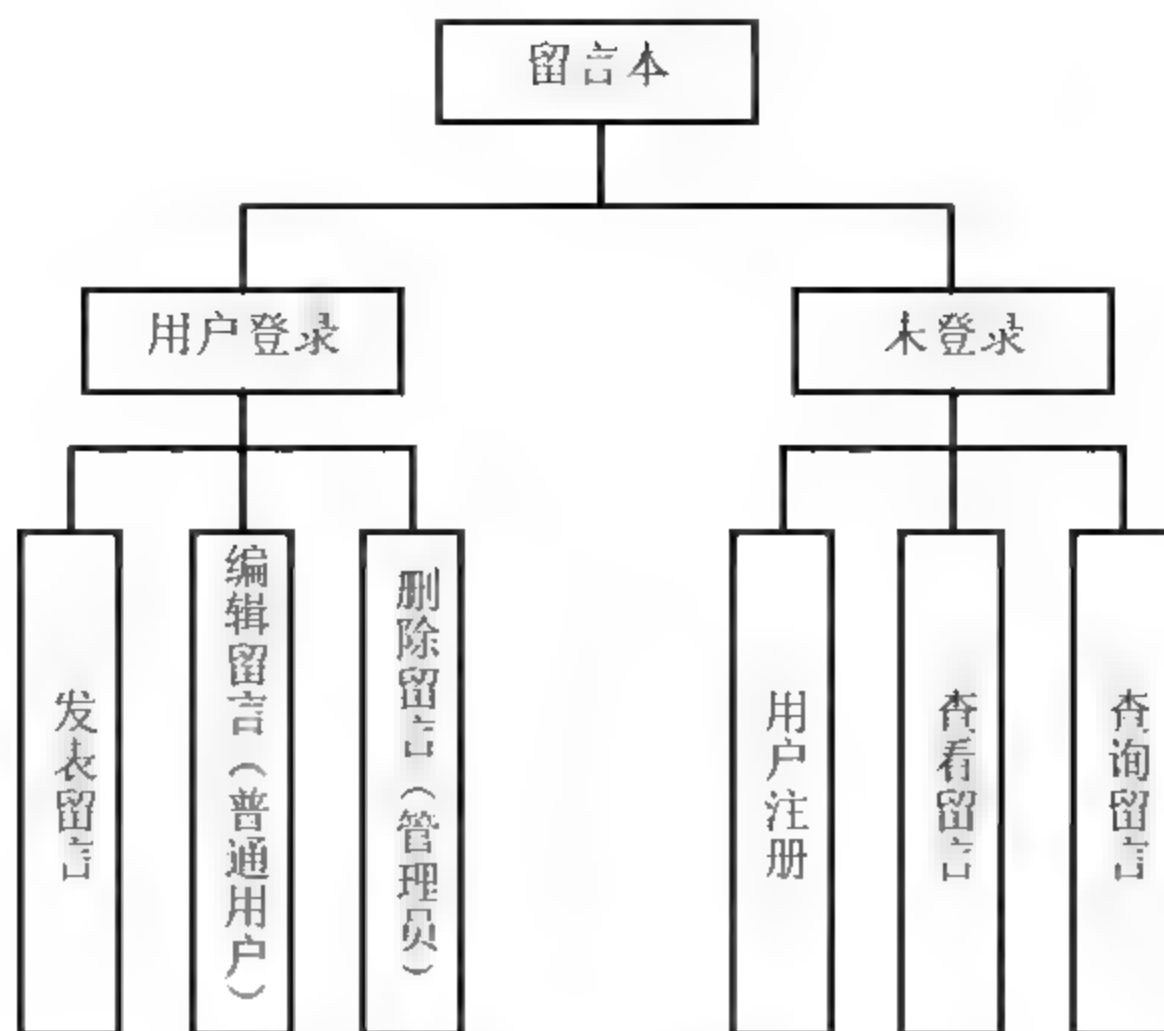 留言本
用户登录
未登录
发表留言
编辑留言（普通用户）
删除留言（管理员）
用户注册
查看留言
查询留言